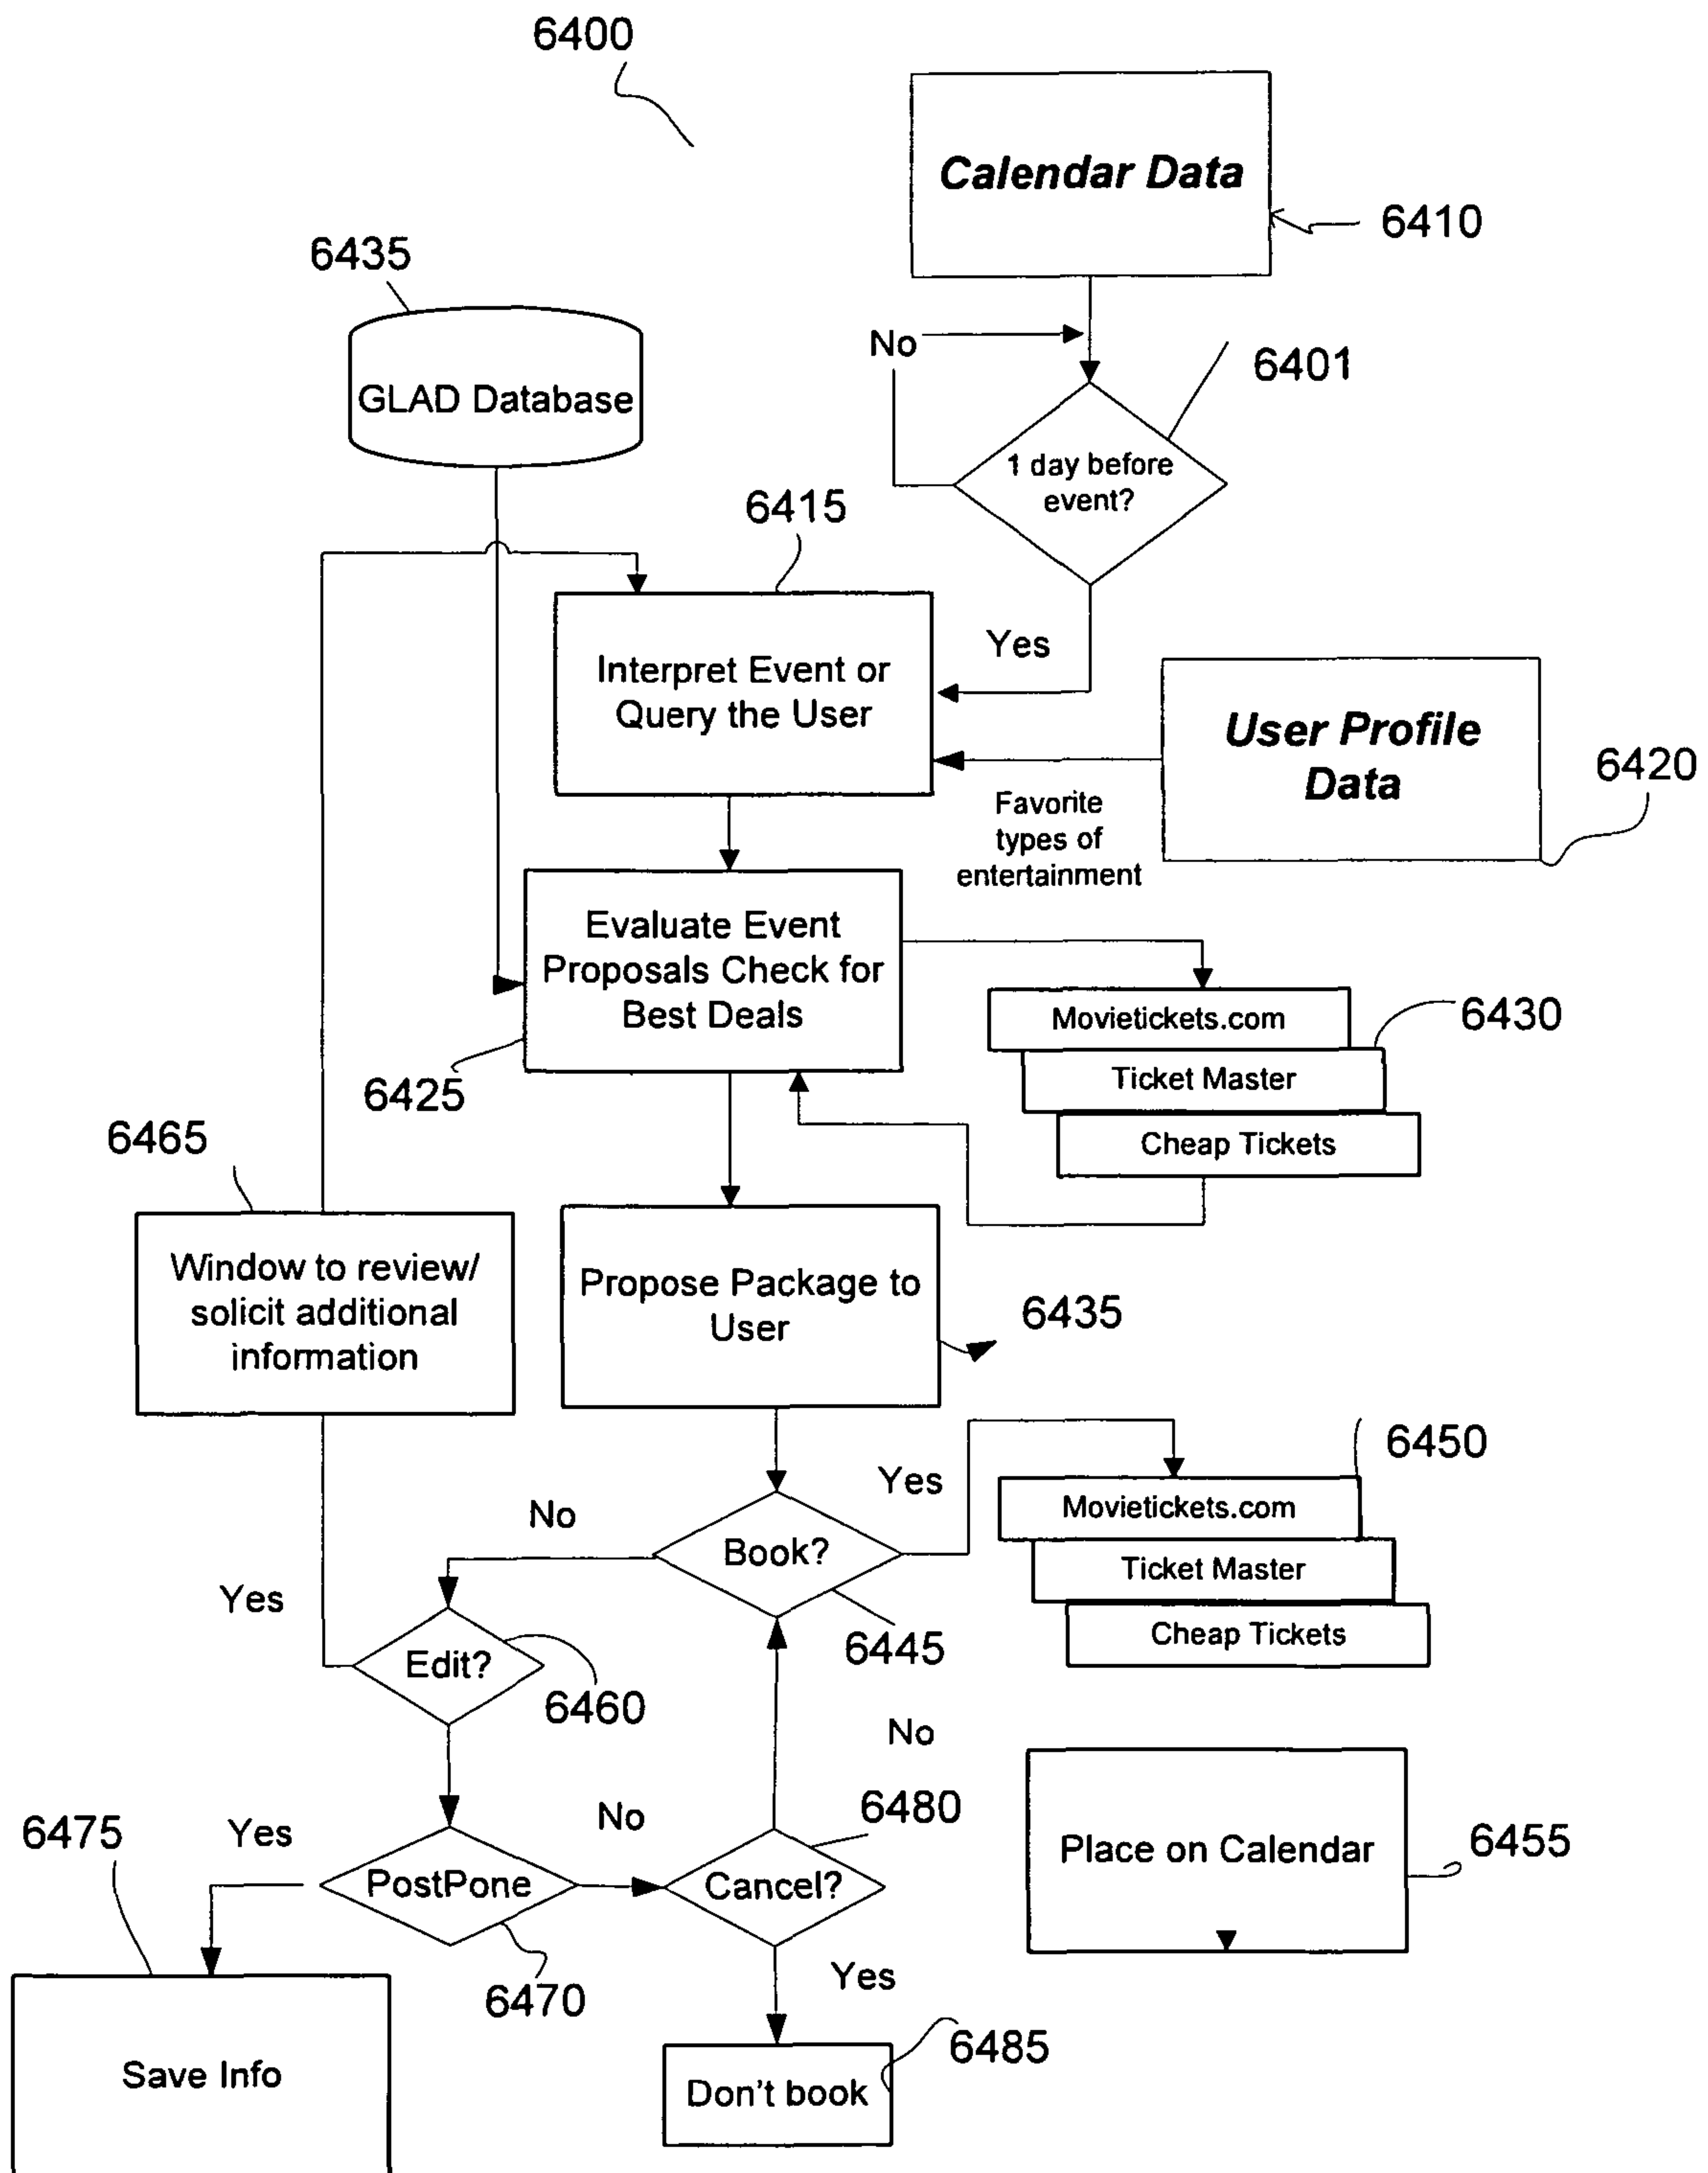 6400
Calendar Data
6410
6435
GLAD Database
No
6401
1 day before
event?
6415
Interpret Event or
Query the User
Yes
User Profile
Data
6420
Favorite
types of
entertainment
Evaluate Event
Proposals Check for
Best Deals
6425
Movietickets.com
6430
Ticket Master
Cheap Tickets
6465
Window to review/
solicit additional
information
Propose Package to
User
6435
Yes
6450
Movietickets.com
Ticket Master
Cheap Tickets
No
Book?
6445
Yes
Edit?
6460
No
6480
Place on Calendar
6455
6475
Yes
PostPone
No
Cancel?
6470
Yes
6485
Save Info
Don't book